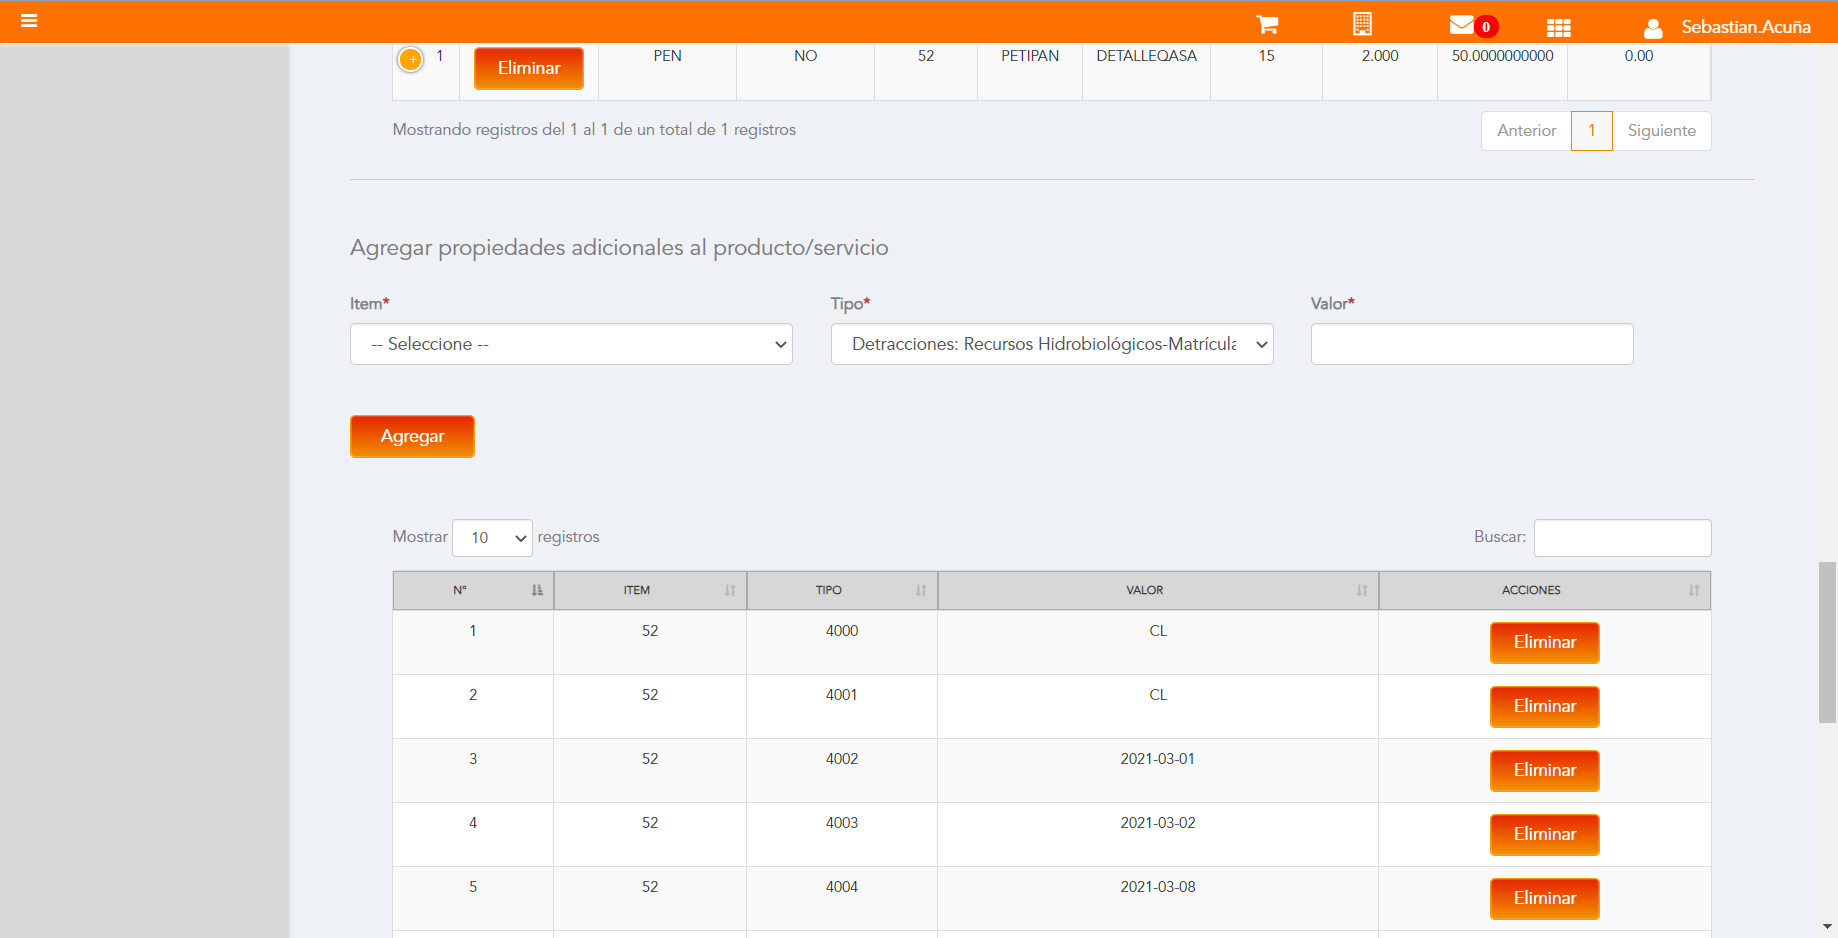 0 Sebastian.Acuña
1 Eliminar PEN NO 52 PETIPAN DETALLEQASA 15 2.000 50.0000000000 0.00
Mostrando registros del 1 al 1 de un total de 1 registros Anterior 1 Siguiente
Agregar propiedades adicionales al producto/servicio
Item* Tipo* Valor*
-- Seleccione -- Detracciones: Recursos Hidrobiológicos-Matrícula
Agregar
Mostrar 10 registros Buscar:
N° ITEM TIPO VALOR ACCIONES
1 52 4000 CL Eliminar
2 52 4001 CL Eliminar
3 52 4002 2021-03-01 Eliminar
4 52 4003 2021-03-02 Eliminar
5 52 4004 2021-03-08 Eliminar